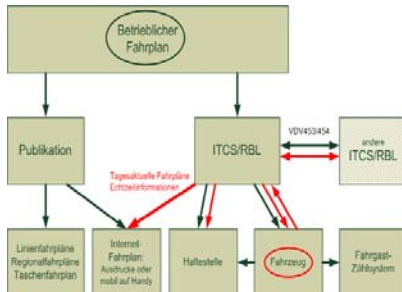 Betrieblicher
Fahrplan
Publikation
ITCS/RBL
VDV453/454
andere
ITCS/RBL
Tagesaktuelle Fahrpläne
Echtzeitinformationen
Linienfahrpläne
Regionalfahrpläne
Taschenfahrplan
Internet-
Fahrplan:
Ausdrucke oder
mobil auf Handy
Haltestelle
Fahrzeug
Fahrgast-
Zählsystem